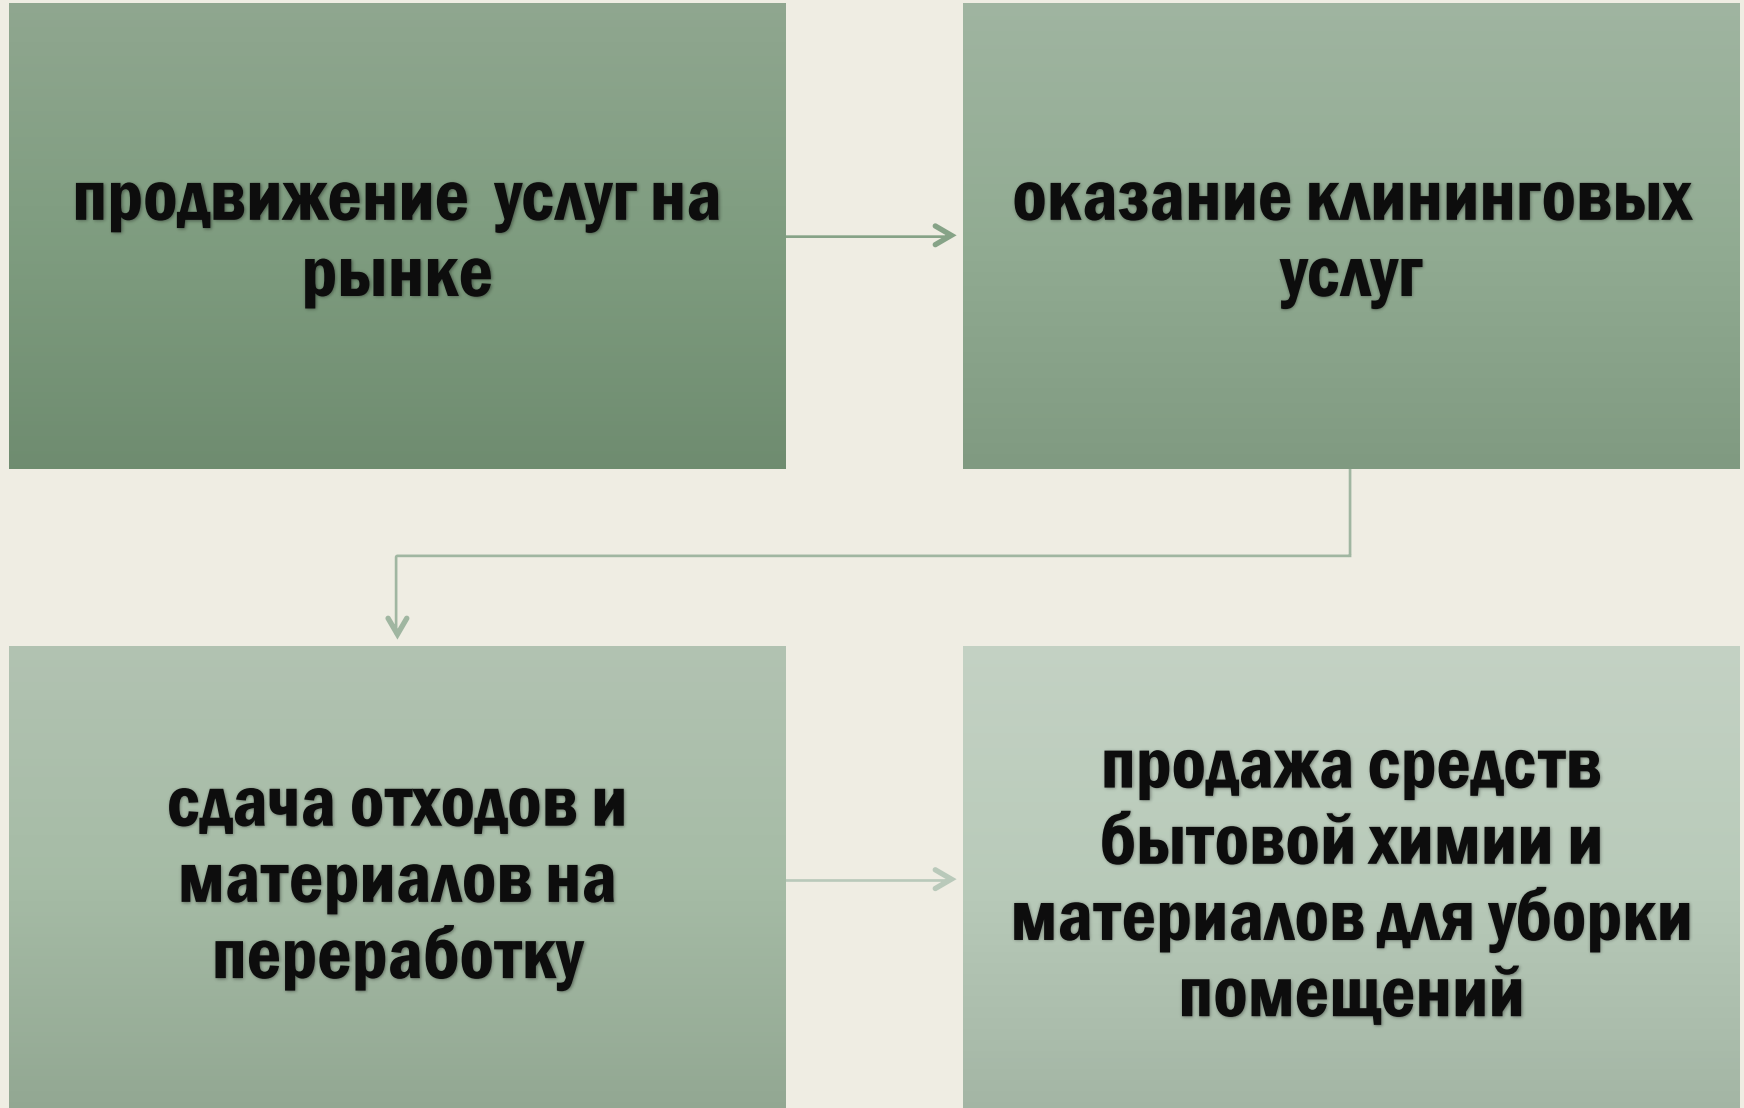 продвижение услуг на
рынке
оказание клининговых
услуг
сдача отходов и
материалов на
переработку
продажа средств
бытовой химии и
материалов для уборки
помещений